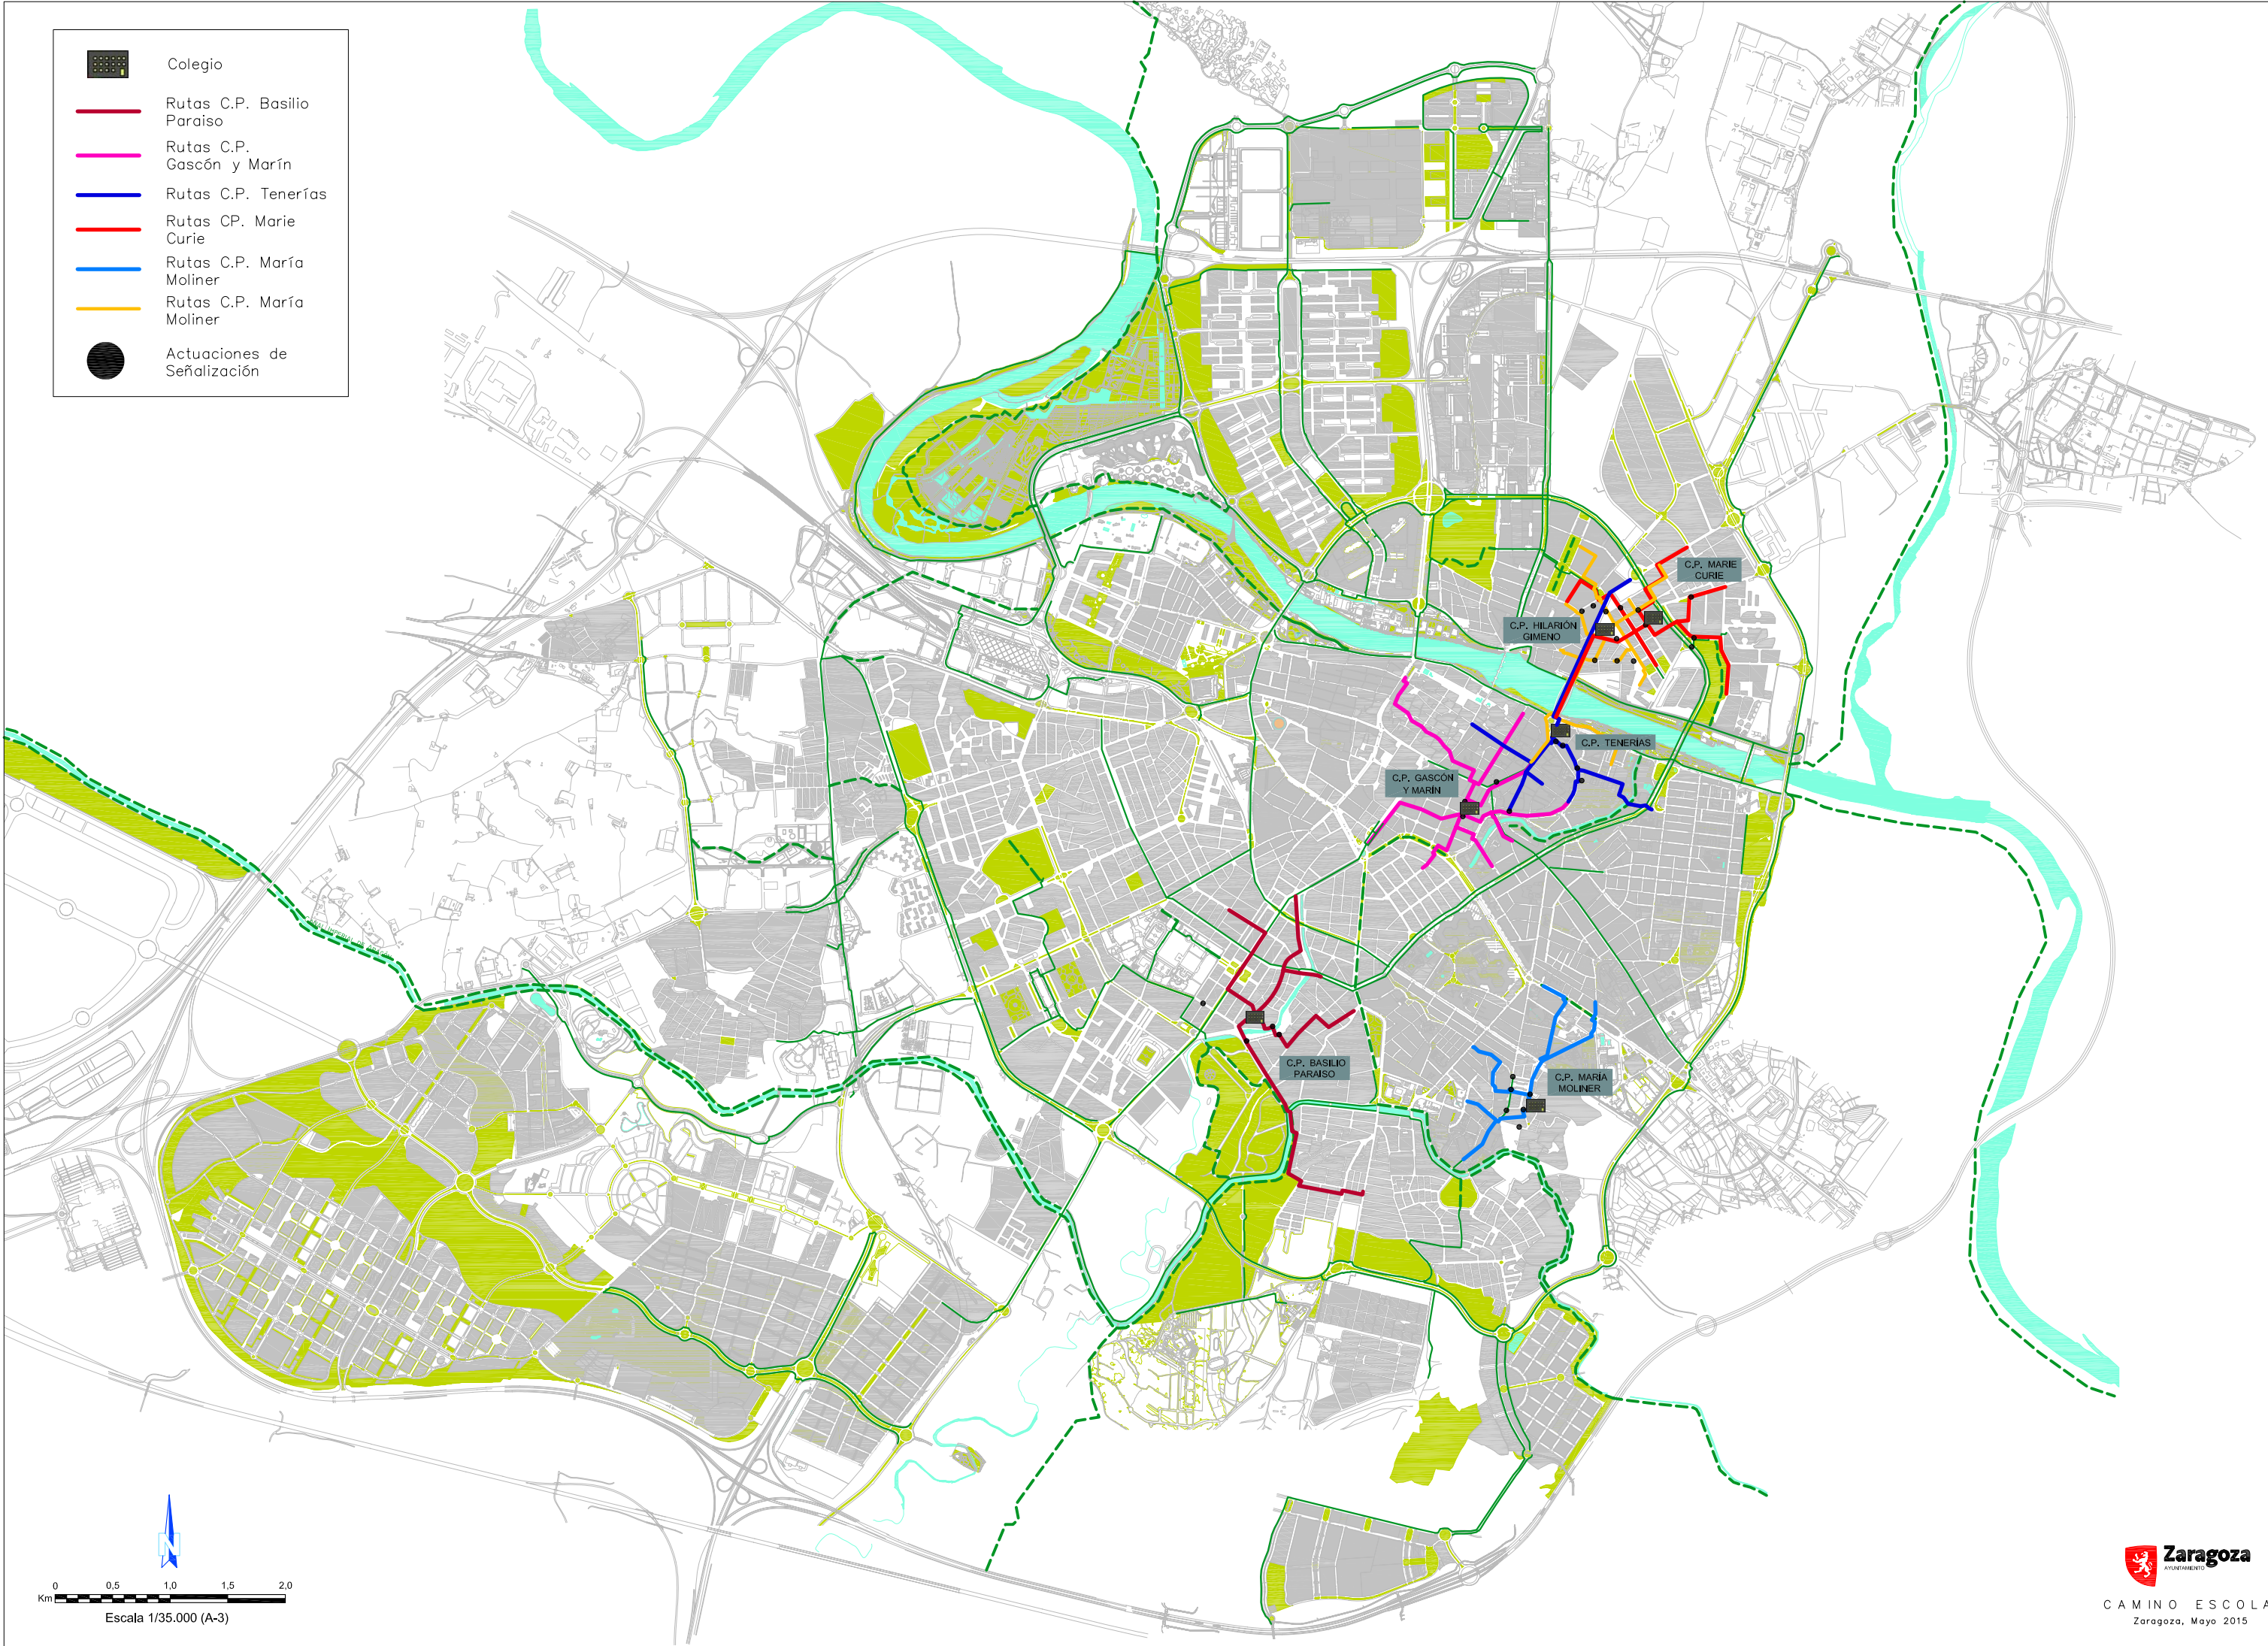 Colegio
Rutas C.P. Basilio
Paraiso
Rutas C.P.
Gascón y Marín
Rutas C.P. Tenerías
Rutas CP. Marie
Curie
Rutas C.P. María
Moliner
Rutas C.P. María
Moliner
Actuaciones de
Señalización
C.P. MARIE
CURIE
C.P. HILARIÓN
GIMENO
C.P. TENERÍAS
C.P. GASCÓN
Y MARÍN
C.P. BASILIO
PARAISO
C.P. MARÍA
MOLINER
N
0 0,5 1,0 1,5 2,0
Km
Escala 1/35.000 (A-3)
Zaragoza
AYUNTAMIENTO
CAMINO ESCOLA
Zaragoza, Mayo 2015